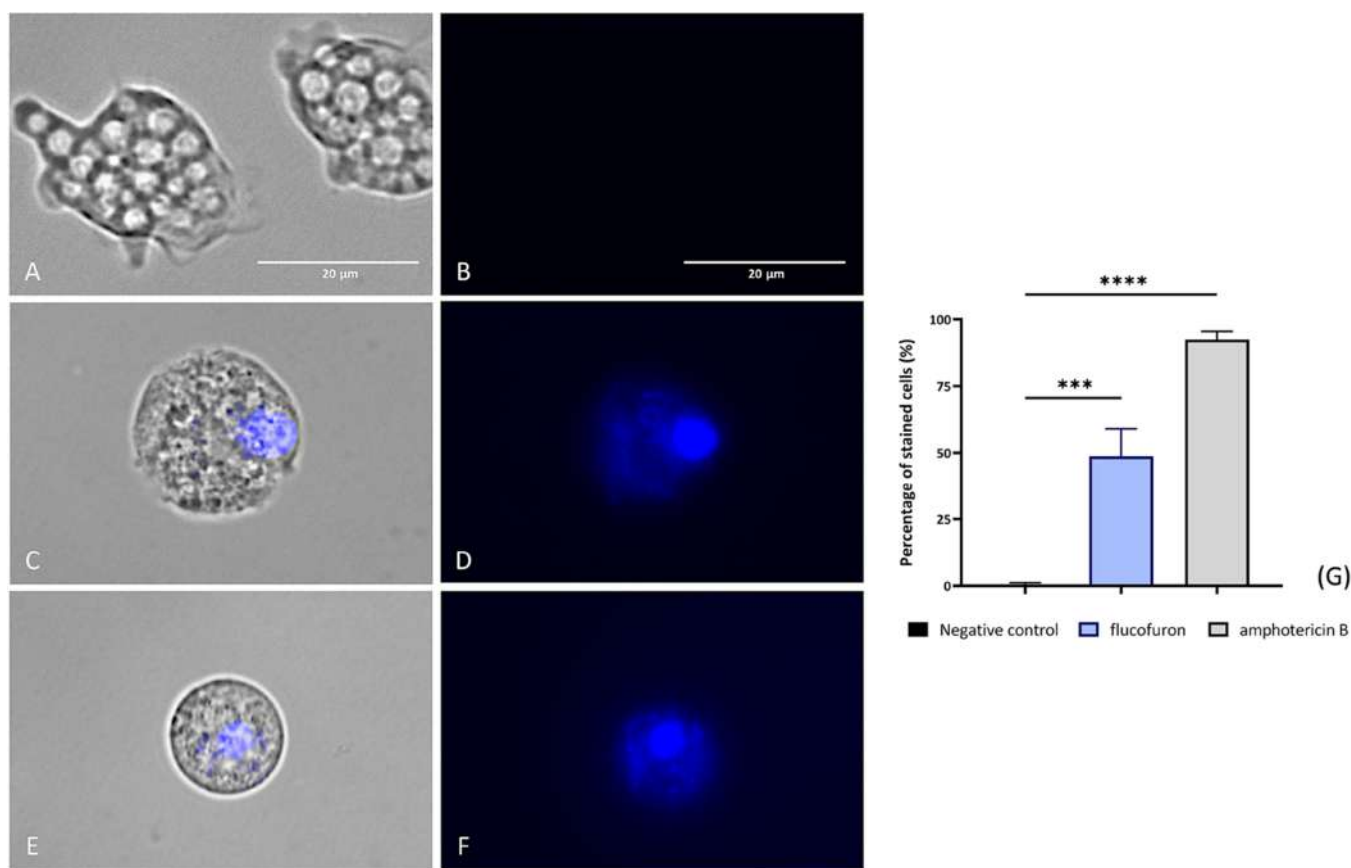 A
20 µm
B
20 µm
C
D
E
F
****
***
Percentage of stained cells (%)
100
75
50
25
0
(G)
Negative control flucofuron amphotericin B